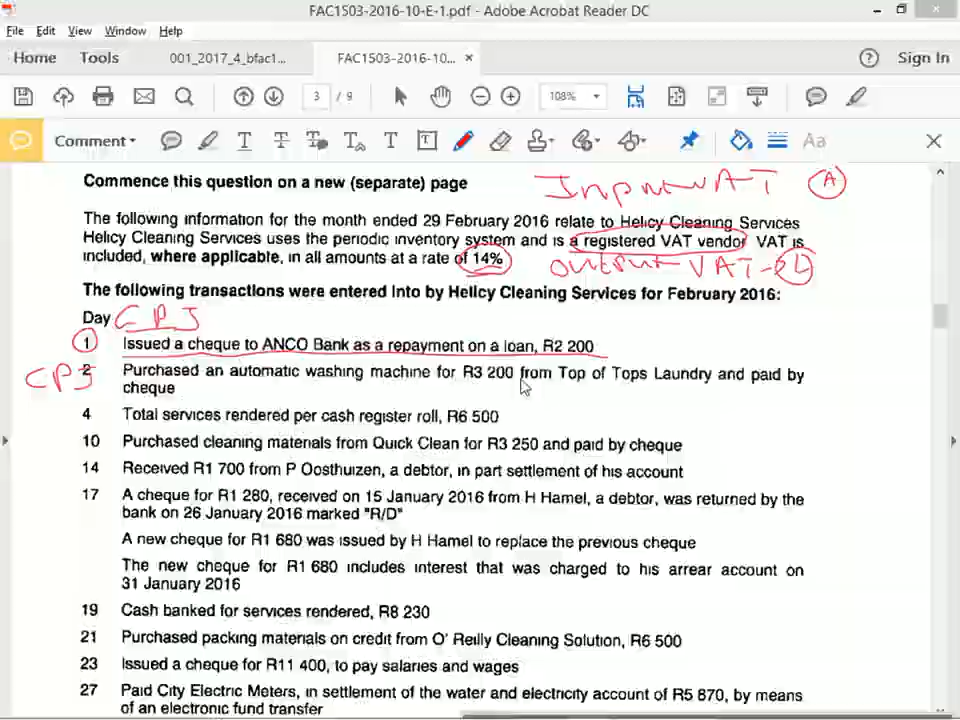 FAC1503-2016-10-E-1.pdf - Adobe Acrobat Reader DC
File Edit View Window Help
Home Tools 001_2017_4_bfac1... FAC1503-2016-10... × ? Sign In
3 / 9 108%
Comment T T T T T Aa
Commence this question on a new (separate) page
Input VAT (A)
The following information for the month ended 29 February 2016 relate to Helicy Cleaning Services
Helicy Cleaning Services uses the periodic inventory system and is a registered VAT vendor VAT is
included, where applicable, in all amounts at a rate of 14%
output VAT - (L)
The following transactions were entered into by Helicy Cleaning Services for February 2016:
Day CPJ
1 Issued a cheque to ANCO Bank as a repayment on a loan, R2 200
CPJ
2 Purchased an automatic washing machine for R3 200 from Top of Tops Laundry and paid by
cheque
4 Total services rendered per cash register roll, R6 500
10 Purchased cleaning materials from Quick Clean for R3 250 and paid by cheque
14 Received R1 700 from P Oosthuizen, a debtor, in part settlement of his account
17 A cheque for R1 280, received on 15 January 2016 from H Hamel, a debtor, was returned by the
bank on 26 January 2016 marked "R/D"
A new cheque for R1 680 was issued by H Hamel to replace the previous cheque
The new cheque for R1 680 includes interest that was charged to his arrear account on
31 January 2016
19 Cash banked for services rendered, R8 230
21 Purchased packing materials on credit from O' Reilly Cleaning Solution, R6 500
23 Issued a cheque for R11 400, to pay salaries and wages
27 Paid City Electric Meters, in settlement of the water and electricity account of R5 870, by means
of an electronic fund transfer